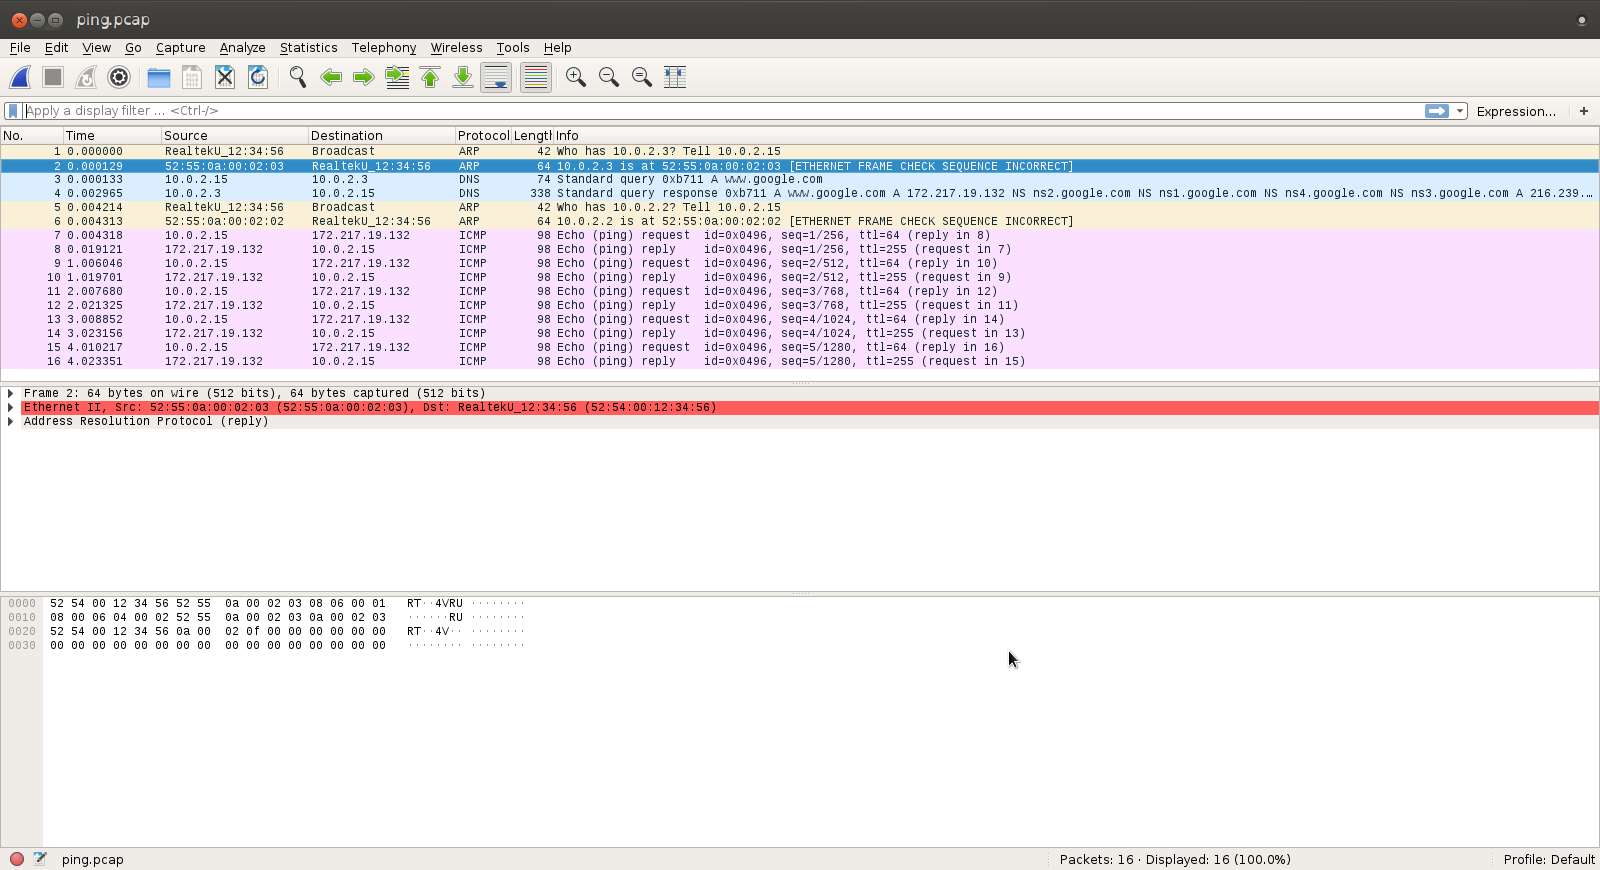 ping.pcap
File Edit View Go Capture Analyze Statistics Telephony Wireless Tools Help
Apply a display filter ... <Ctrl-/> Expression... +
No. Time Source Destination Protocol Length Info
1 0.000000 RealtekU_12:34:56 Broadcast ARP 42 Who has 10.0.2.3? Tell 10.0.2.15
2 0.000129 52:55:0a:00:02:03 RealtekU_12:34:56 ARP 64 10.0.2.3 is at 52:55:0a:00:02:03 [ETHERNET FRAME CHECK SEQUENCE INCORRECT]
3 0.000133 10.0.2.15 10.0.2.3 DNS 74 Standard query 0xb711 A www.google.com
4 0.002965 10.0.2.3 10.0.2.15 DNS 338 Standard query response 0xb711 A www.google.com A 172.217.19.132 NS ns2.google.com NS ns1.google.com NS ns4.google.com NS ns3.google.com A 216.239.…
5 0.004214 RealtekU_12:34:56 Broadcast ARP 42 Who has 10.0.2.2? Tell 10.0.2.15
6 0.004313 52:55:0a:00:02:02 RealtekU_12:34:56 ARP 64 10.0.2.2 is at 52:55:0a:00:02:02 [ETHERNET FRAME CHECK SEQUENCE INCORRECT]
7 0.004318 10.0.2.15 172.217.19.132 ICMP 98 Echo (ping) request id=0x0496, seq=1/256, ttl=64 (reply in 8)
8 0.019121 172.217.19.132 10.0.2.15 ICMP 98 Echo (ping) reply id=0x0496, seq=1/256, ttl=255 (request in 7)
9 1.006046 10.0.2.15 172.217.19.132 ICMP 98 Echo (ping) request id=0x0496, seq=2/512, ttl=64 (reply in 10)
10 1.019701 172.217.19.132 10.0.2.15 ICMP 98 Echo (ping) reply id=0x0496, seq=2/512, ttl=255 (request in 9)
11 2.007680 10.0.2.15 172.217.19.132 ICMP 98 Echo (ping) request id=0x0496, seq=3/768, ttl=64 (reply in 12)
12 2.021325 172.217.19.132 10.0.2.15 ICMP 98 Echo (ping) reply id=0x0496, seq=3/768, ttl=255 (request in 11)
13 3.008852 10.0.2.15 172.217.19.132 ICMP 98 Echo (ping) request id=0x0496, seq=4/1024, ttl=64 (reply in 14)
14 3.023156 172.217.19.132 10.0.2.15 ICMP 98 Echo (ping) reply id=0x0496, seq=4/1024, ttl=255 (request in 13)
15 4.010217 10.0.2.15 172.217.19.132 ICMP 98 Echo (ping) request id=0x0496, seq=5/1280, ttl=64 (reply in 16)
16 4.023351 172.217.19.132 10.0.2.15 ICMP 98 Echo (ping) reply id=0x0496, seq=5/1280, ttl=255 (request in 15)
Frame 2: 64 bytes on wire (512 bits), 64 bytes captured (512 bits)
Ethernet II, Src: 52:55:0a:00:02:03 (52:55:0a:00:02:03), Dst: RealtekU_12:34:56 (52:54:00:12:34:56)
Address Resolution Protocol (reply)
0000 52 54 00 12 34 56 52 55 0a 00 02 03 08 06 00 01 RT··4VRU ········
0010 08 00 06 04 00 02 52 55 0a 00 02 03 0a 00 02 03 ······RU ········
0020 52 54 00 12 34 56 0a 00 02 0f 00 00 00 00 00 00 RT··4V·· ········
0030 00 00 00 00 00 00 00 00 00 00 00 00 00 00 00 00 ········ ········
ping.pcap Packets: 16 · Displayed: 16 (100.0%) Profile: Default